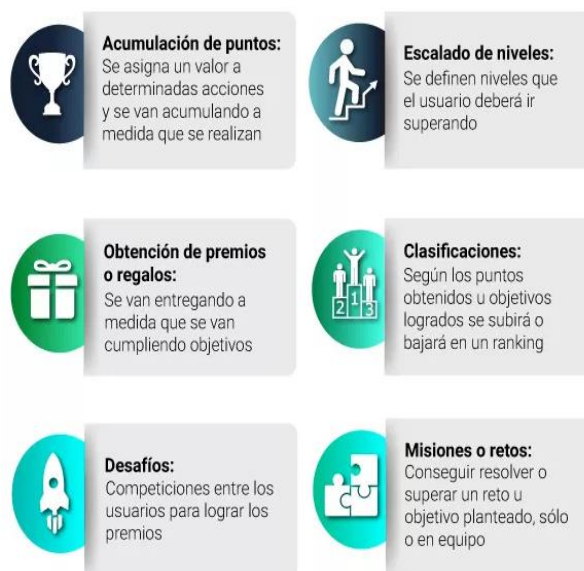 Acumulación de puntos:
Se asigna un valor a
determinadas acciones
y se van acumulando a
medida que se realizan
Escalado de niveles:
Se definen niveles que
el usuario deberá ir
superando
Obtención de premios
o regalos:
Se van entregando a
medida que se van
cumpliendo objetivos
Clasificaciones:
Según los puntos
obtenidos u objetivos
logrados se subirá o
bajará en un ranking
2 1 3
Desafíos:
Competiciones entre los
usuarios para lograr los
premios
Misiones o retos:
Conseguir resolver o
superar un reto u
objetivo planteado, sólo
o en equipo